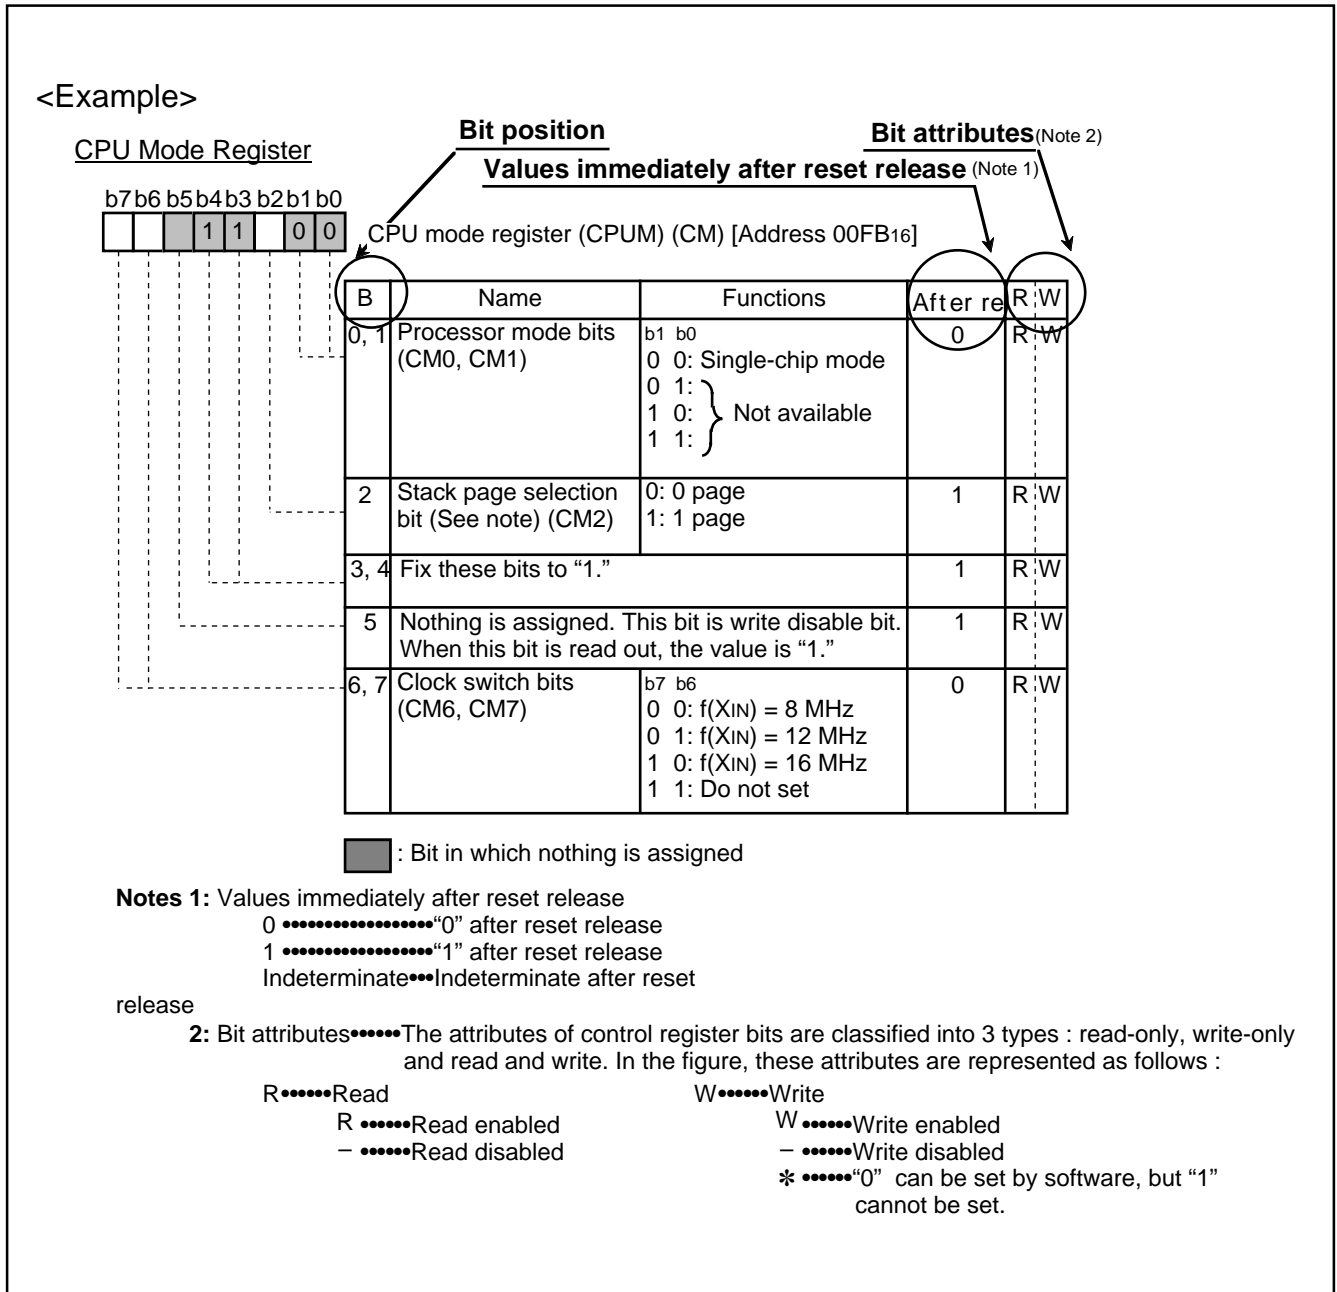 <Example>
Bit position
Bit attributes(Note 2)
CPU Mode Register
Values immediately after reset release (Note 1)
b7 b6 b5 b4 b3 b2 b1 b0
1 1 0 0
CPU mode register (CPUM) (CM) [Address 00FB16]
B Name Functions After re R W
0, 1 Processor mode bits b1 b0 0 R W
(CM0, CM1) 0 0: Single-chip mode
0 1:
1 0: Not available
1 1:
2 Stack page selection 0: 0 page 1 R W
bit (See note) (CM2) 1: 1 page
3, 4 Fix these bits to “1.” 1 R W
5 Nothing is assigned. This bit is write disable bit. 1 R W
When this bit is read out, the value is “1.”
6, 7 Clock switch bits b7 b6 0 R W
(CM6, CM7) 0 0: f(XIN) = 8 MHz
0 1: f(XIN) = 12 MHz
1 0: f(XIN) = 16 MHz
1 1: Do not set
: Bit in which nothing is assigned
Notes 1: Values immediately after reset release
0 ••••••••••••••••••“0” after reset release
1 ••••••••••••••••••“1” after reset release
Indeterminate•••Indeterminate after reset
release
2: Bit attributes••••••The attributes of control register bits are classified into 3 types : read-only, write-only
and read and write. In the figure, these attributes are represented as follows :
R••••••Read W••••••Write
R ••••••Read enabled W ••••••Write enabled
– ••••••Read disabled – ••••••Write disabled
✻ ••••••“0” can be set by software, but “1”
cannot be set.